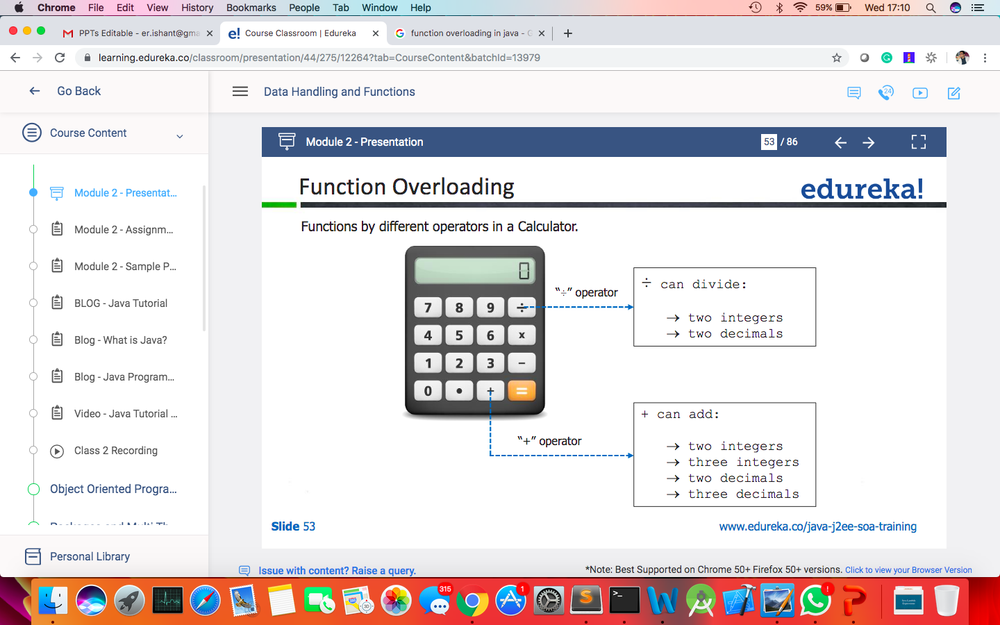 Chrome File Edit View History Bookmarks People Tab Window Help 59% Wed 17:10
PPTs Editable - er.ishant@gma
e! Course Classroom | Edureka
function overloading in java - G
learning.edureka.co/classroom/presentation/44/275/12264?tab=CourseContent&batchId=13979
Go Back
Data Handling and Functions
24
Course Content
Module 2 - Presentat...
Module 2 - Assignm...
Module 2 - Sample P...
BLOG - Java Tutorial
Blog - What is Java?
Blog - Java Program...
Video - Java Tutorial ...
Class 2 Recording
Object Oriented Progra...
Personal Library
Module 2 - Presentation
53 / 86
Function Overloading
edureka!
Functions by different operators in a Calculator.
0
7 8 9 ÷
4 5 6 x
1 2 3 −
0 • + =
"÷" operator
÷ can divide:
→ two integers
→ two decimals
"+" operator
+ can add:
→ two integers
→ three integers
→ two decimals
→ three decimals
Slide 53
www.edureka.co/java-j2ee-soa-training
Issue with content? Raise a query.
*Note: Best Supported on Chrome 50+ Firefox 50+ versions. Click to view your Browser Version
315
1
!